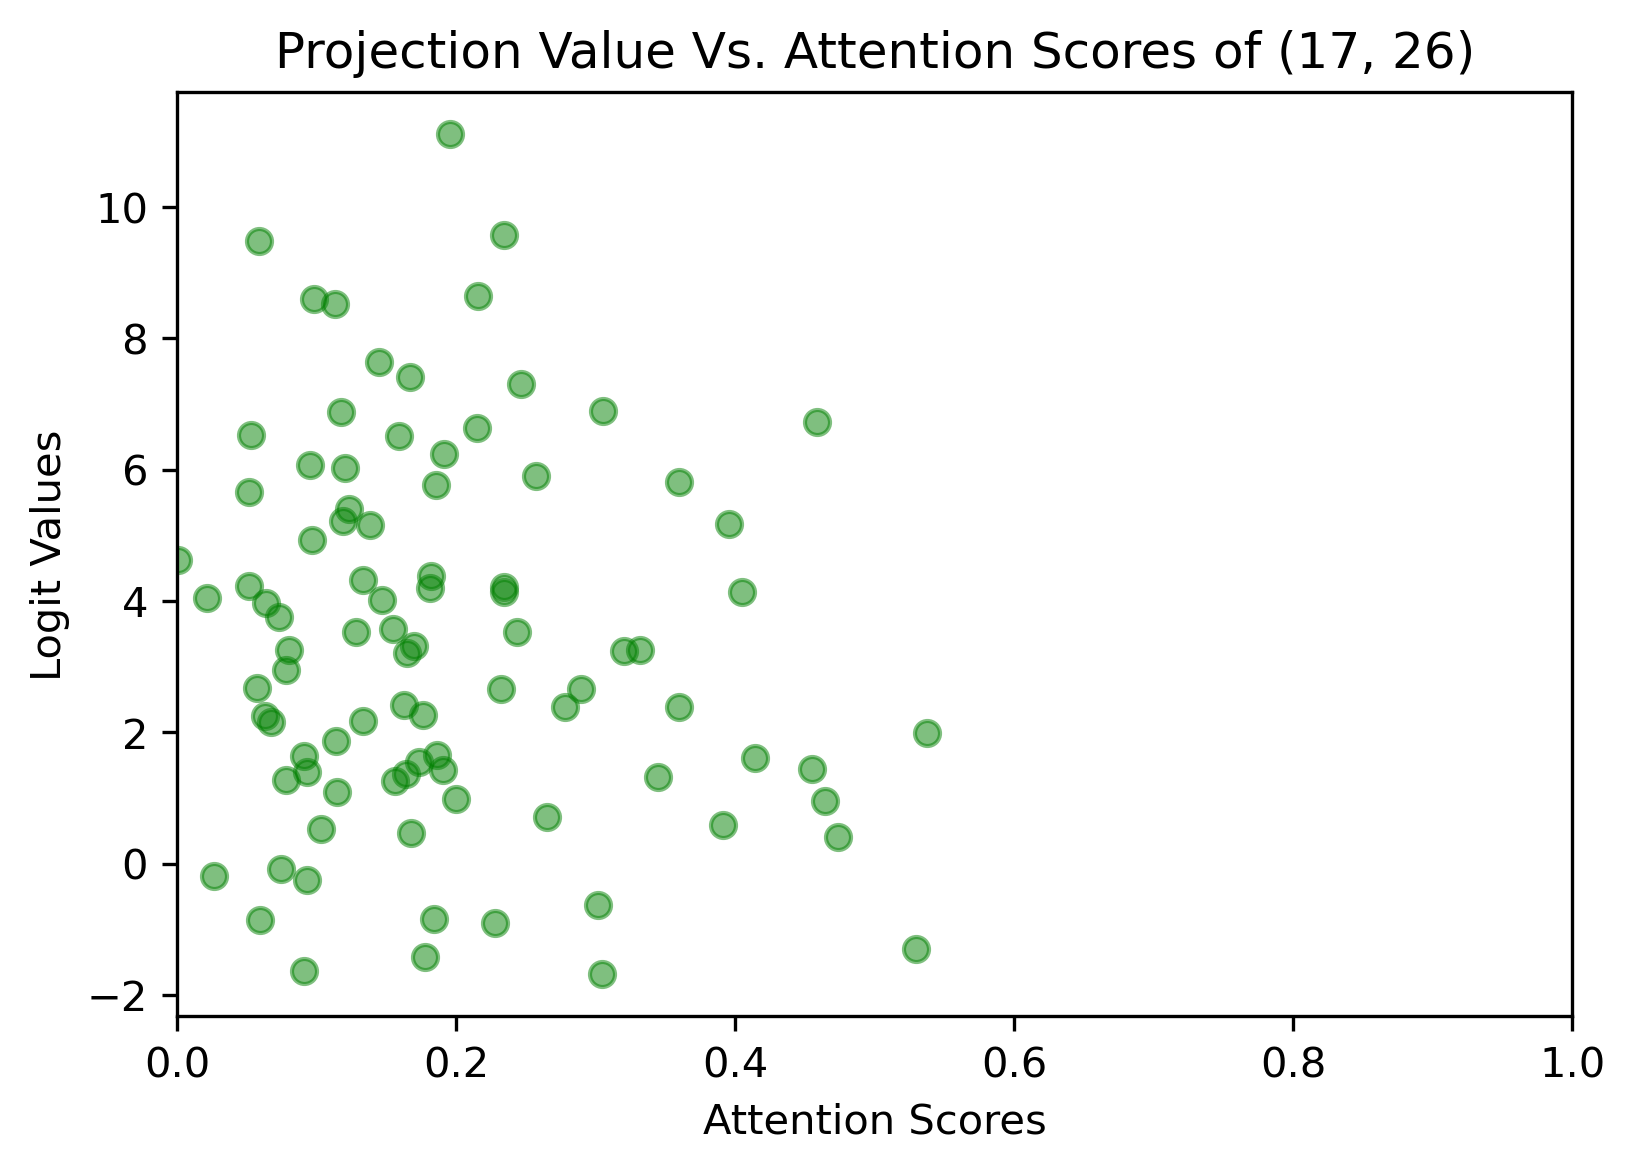 Projection Value Vs. Attention Scores of (17, 26)
Logit Values
10
8
6
4
2
0
−2
0.0 0.2 0.4 0.6 0.8 1.0
Attention Scores